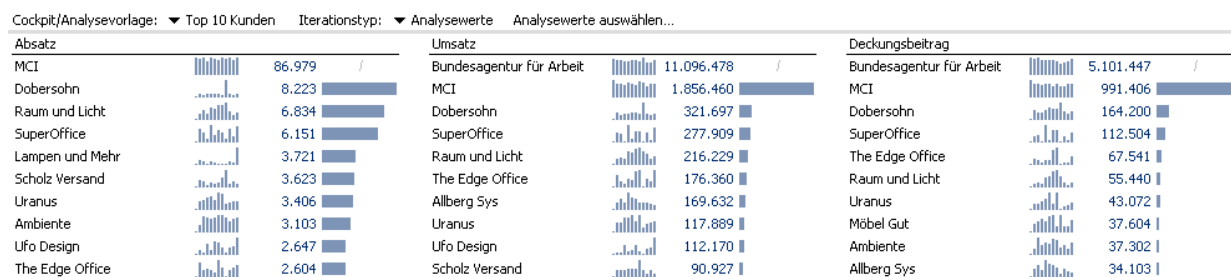 Cockpit/Analysevorlage: ▼ Top 10 Kunden Iterationstyp: ▼ Analysewerte Analysewerte auswählen...
Absatz Umsatz Deckungsbeitrag
MCI 86.979 / Bundesagentur für Arbeit 11.096.478 / Bundesagentur für Arbeit 5.101.447 /
Dobersohn 8.223 MCI 1.856.460 MCI 991.406
Raum und Licht 6.834 Dobersohn 321.697 Dobersohn 164.200
SuperOffice 6.151 SuperOffice 277.909 SuperOffice 112.504
Lampen und Mehr 3.721 Raum und Licht 216.229 The Edge Office 67.541
Scholz Versand 3.623 The Edge Office 176.360 Raum und Licht 55.440
Uranus 3.406 Allberg Sys 169.632 Uranus 43.072
Ambiente 3.103 Uranus 117.889 Möbel Gut 37.604
Ufo Design 2.647 Ufo Design 112.170 Ambiente 37.302
The Edge Office 2.604 Scholz Versand 90.927 Allberg Sys 34.103